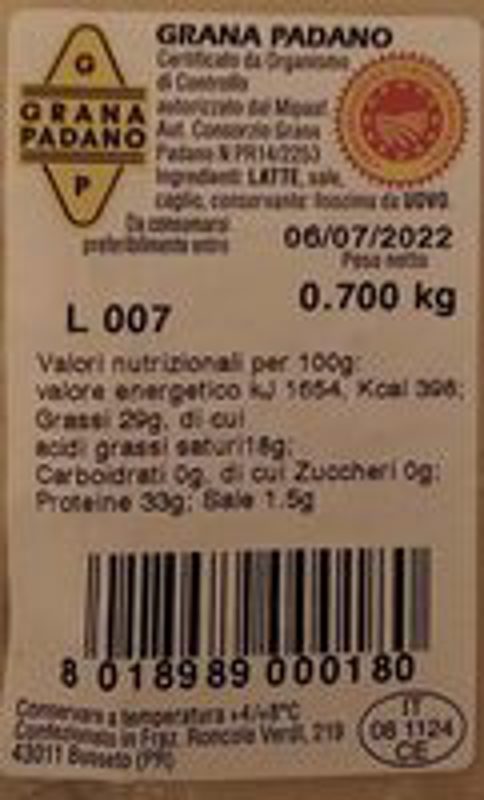 G
GRANA
PADANO
P
GRANA PADANO
Certificato da Organismo
di Controllo
autorizzato dal Mipaaf
Aut. Consorzio Grana
Padano N PR14/2253
Ingredienti: LATTE, sale,
caglio, conservante: lisozima da UOVO
Da consumarsi
preferibilmente entro
06/07/2022
Peso netto
0.700 kg
L 007
Valori nutrizionali per 100g:
valore energetico kJ 1654, Kcal 398;
Grassi 29g, di cui
acidi grassi saturi18g;
Carboidrati 0g, di cui Zuccheri 0g;
Proteine 33g; Sale 1.5g
8 018989 000180
Conservare a temperatura +4/+8°C
Confezionato in Fraz. Roncole Verdi, 219
43011 Busseto (PR)
IT
08 1124
CE